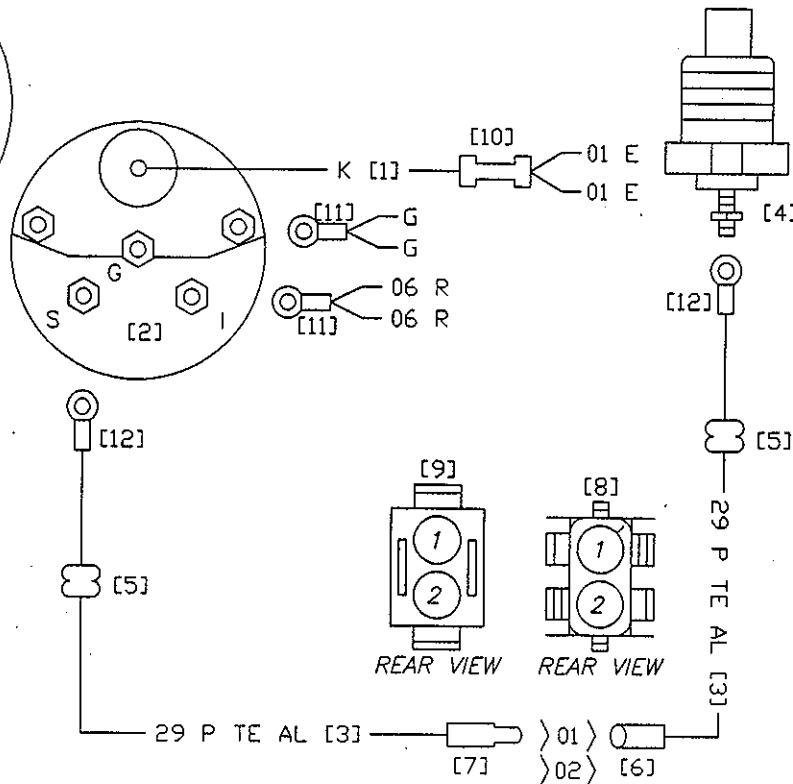 [10]
01 E
K [1]
01 E
[4]
[11]
G
G
G
06 R
S
[2]
I
[11]
06 R
[12]
[12]
[5]
[9]
[8]
1
1
[5]
2
2
29 P TE AL [3]
REAR VIEW
REAR VIEW
29 P TE AL [3]
〉01〉
[7]
〉02〉
[6]